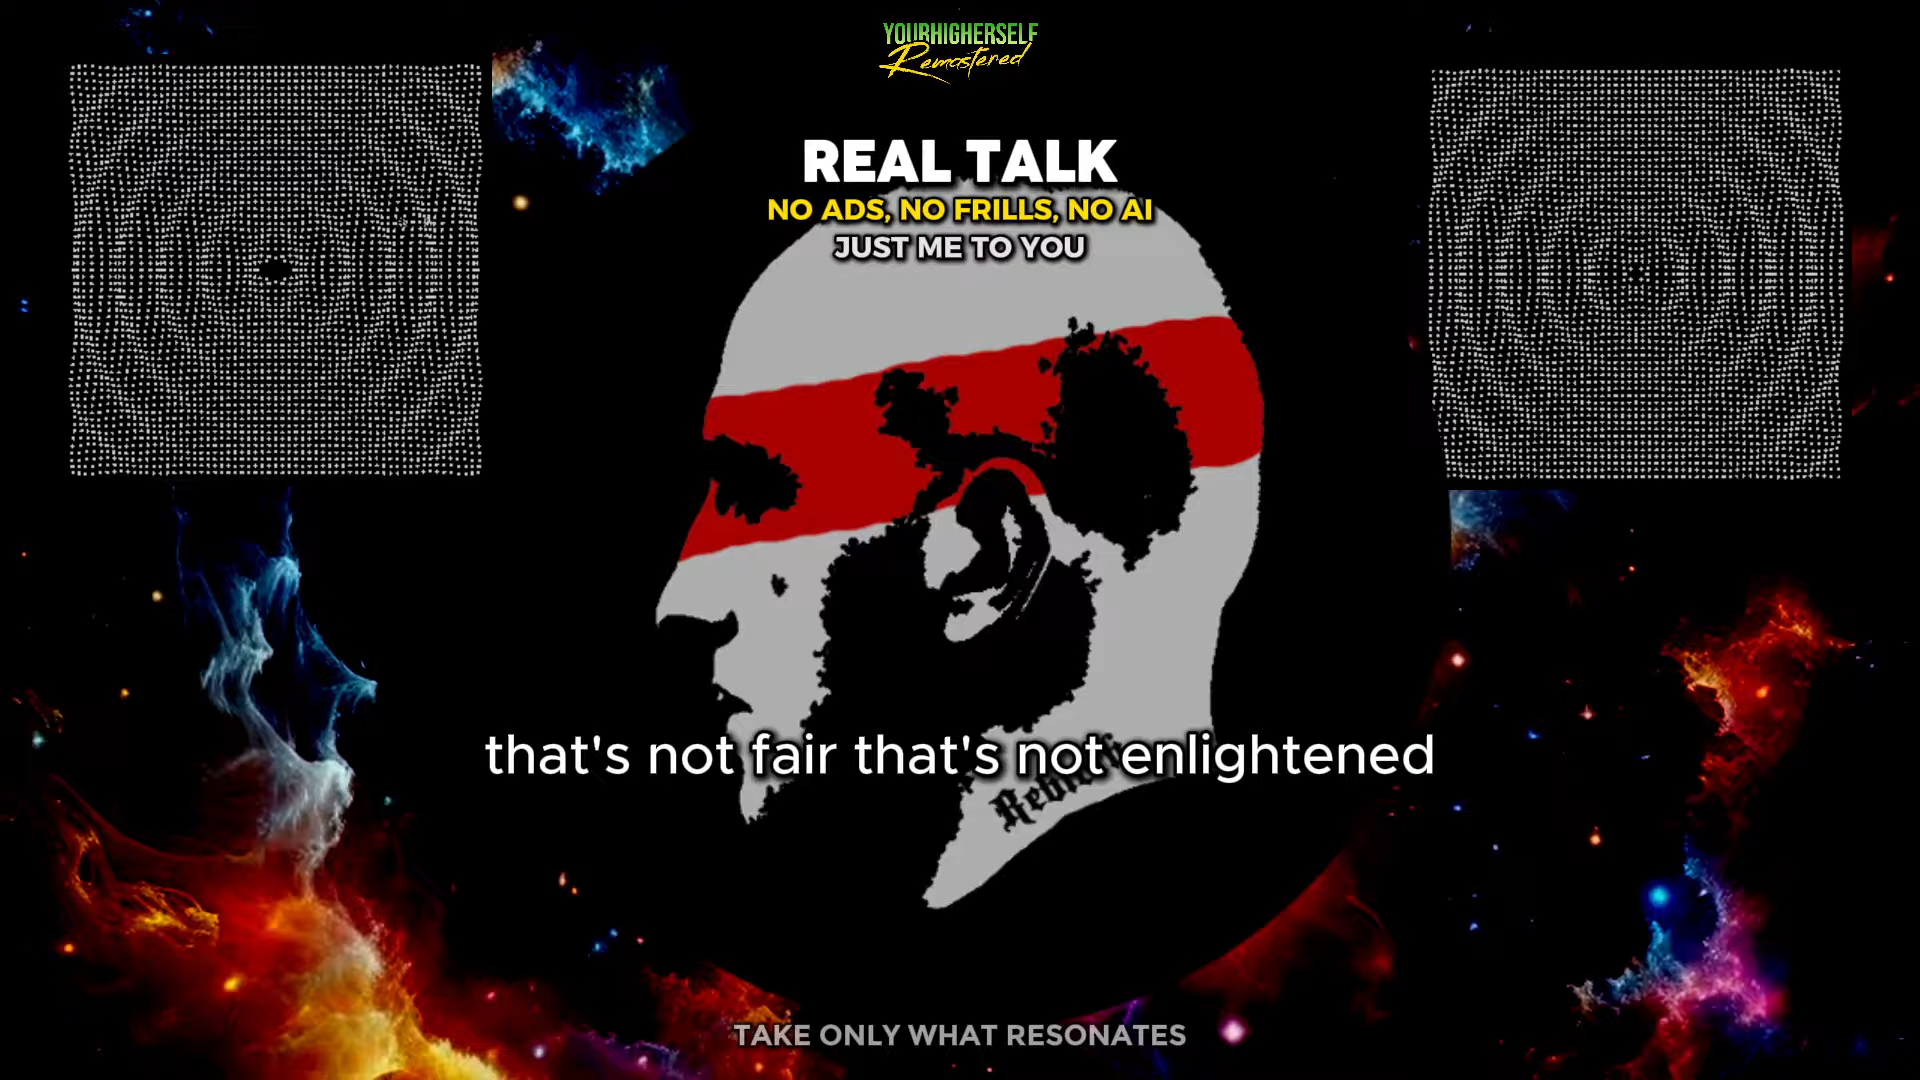 YOURHIGHERSELF
Remastered
REAL TALK
NO ADS, NO FRILLS, NO AI
JUST ME TO YOU
that's not fair that's not enlightened
TAKE ONLY WHAT RESONATES